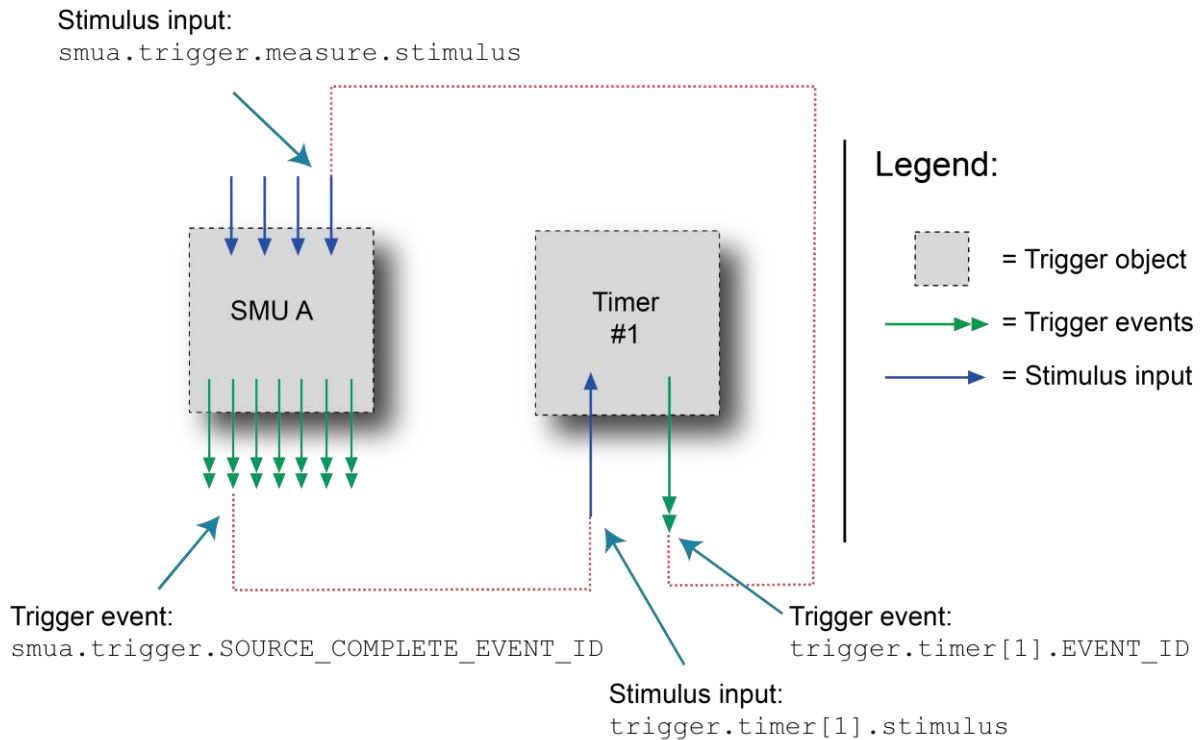 Stimulus input:
smua.trigger.measure.stimulus
Legend:
SMU A
Timer
#1
= Trigger object
= Trigger events
= Stimulus input
Trigger event:
smua.trigger.SOURCE_COMPLETE_EVENT_ID
Trigger event:
trigger.timer[1].EVENT_ID
Stimulus input:
trigger.timer[1].stimulus